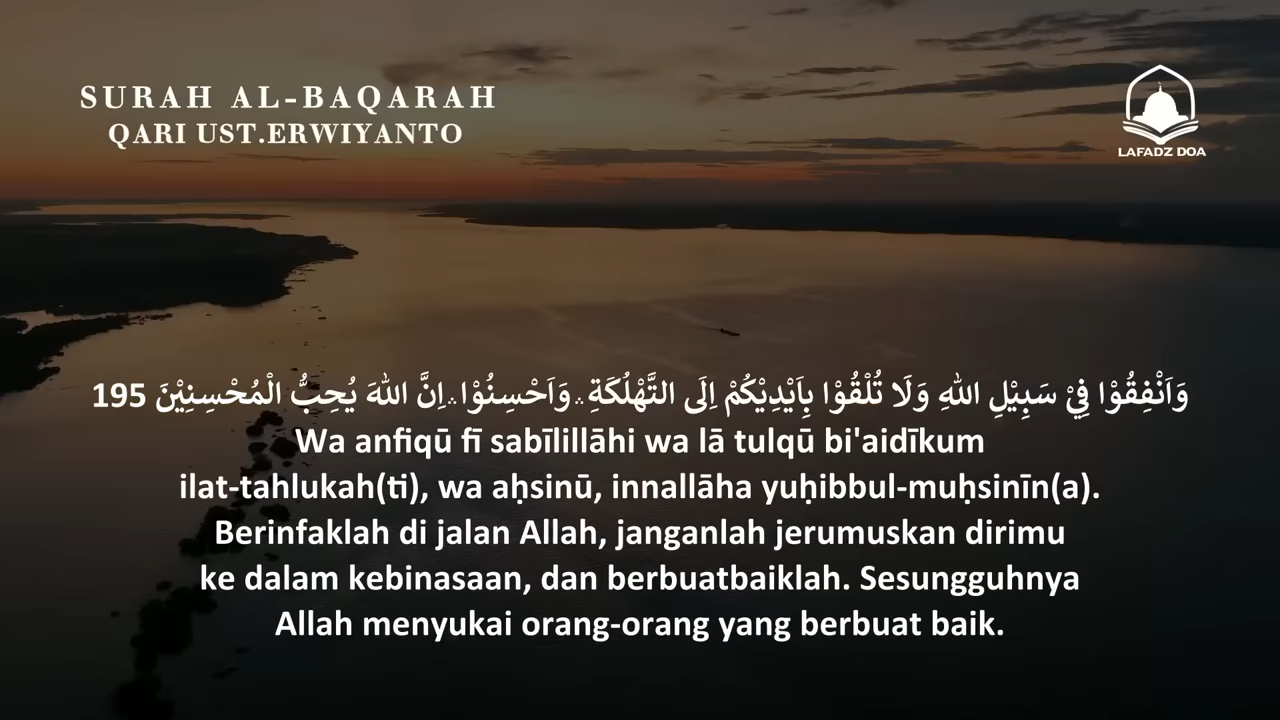 SURAH AL-BAQARAH
QARI UST.ERWIYANTO
LAFADZ DOA
وَاَنْفِقُوْا فِيْ سَبِيْلِ اللهِ وَلَا تُلْقُوْا بِاَيْدِيْكُمْ اِلَى التَّهْلُكَةِ ۛ وَاَحْسِنُوْا ۛ اِنَّ اللهَ يُحِبُّ الْمُحْسِنِيْنَ 195
Wa anfiqū fī sabīlillāhi wa lā tulqū bi'aidīkum
ilat-tahlukah(ti), wa aḥsinū, innallāha yuḥibbul-muḥsinīn(a).
Berinfaklah di jalan Allah, janganlah jerumuskan dirimu
ke dalam kebinasaan, dan berbuatbaiklah. Sesungguhnya
Allah menyukai orang-orang yang berbuat baik.